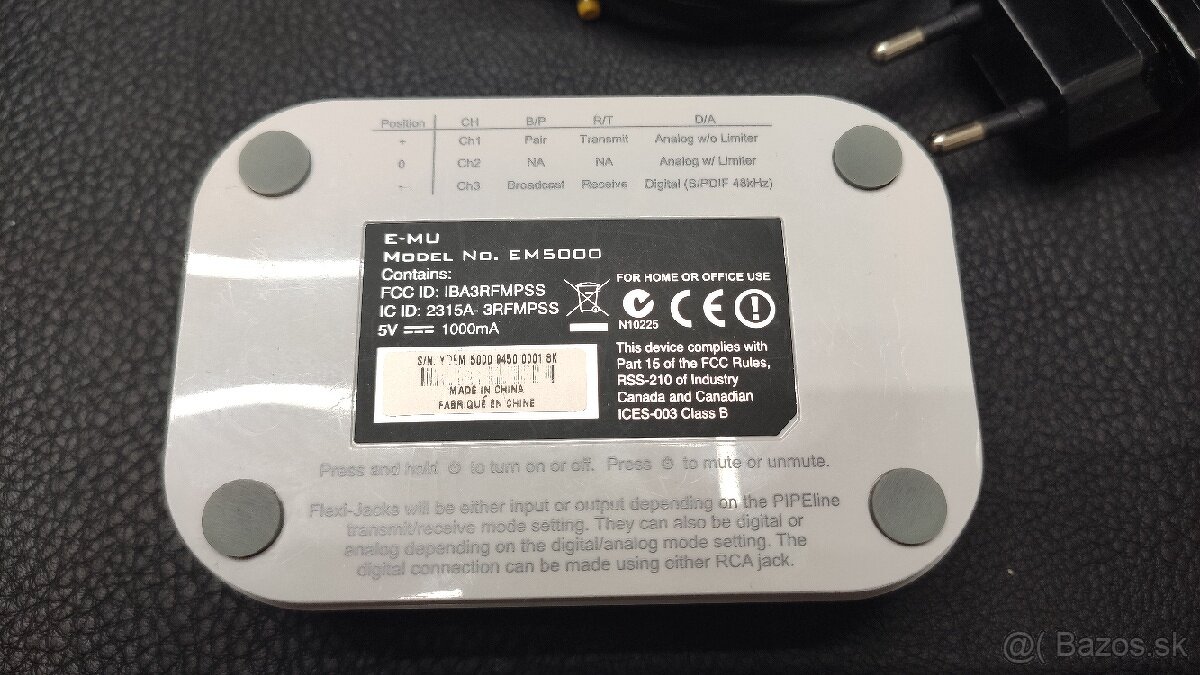 Position CH B/P R/T D/A
+ Ch1 Pair Transmit Analog w/o Limiter
0 Ch2 NA NA Analog w/ Limiter
- Ch3 Broadcast Receive Digital (S/PDIF 48kHz)
E-MU
MODEL NO. EM5000
Contains:
FCC ID: IBA3RFMPSS
IC ID: 2315A- 3RFMPSS
5V 1000mA
S/N. 5000 0001
MADE IN CHINA
FABRIQUÉ EN CHINE
FOR HOME OR OFFICE USE
N10225
CE
This device complies with
Part 15 of the FCC Rules,
RSS-210 of Industry
Canada and Canadian
ICES-003 Class B
Press and hold ⏻ to turn on or off. Press ⏻ to mute or unmute.
Flexi-Jacks will be either input or output depending on the PIPEline
transmit/receive mode setting. They can also be digital or
analog depending on the digital/analog mode setting. The
digital connection can be made using either RCA jack.
@( Bazos.sk